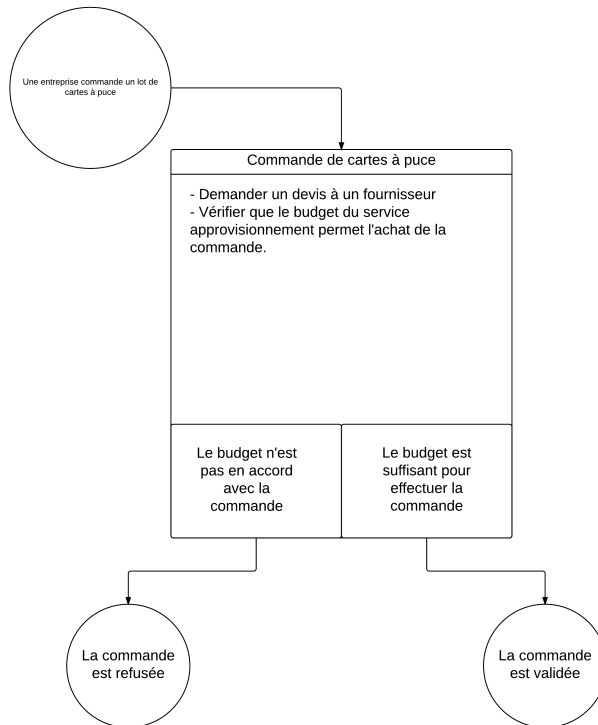 Une entreprise commande un lot de
cartes à puce
Commande de cartes à puce
- Demander un devis à un fournisseur
- Vérifier que le budget du service
approvisionnement permet l'achat de la
commande.
Le budget n'est
pas en accord
avec la
commande
Le budget est
suffisant pour
effectuer la
commande
La commande
est refusée
La commande
est validée